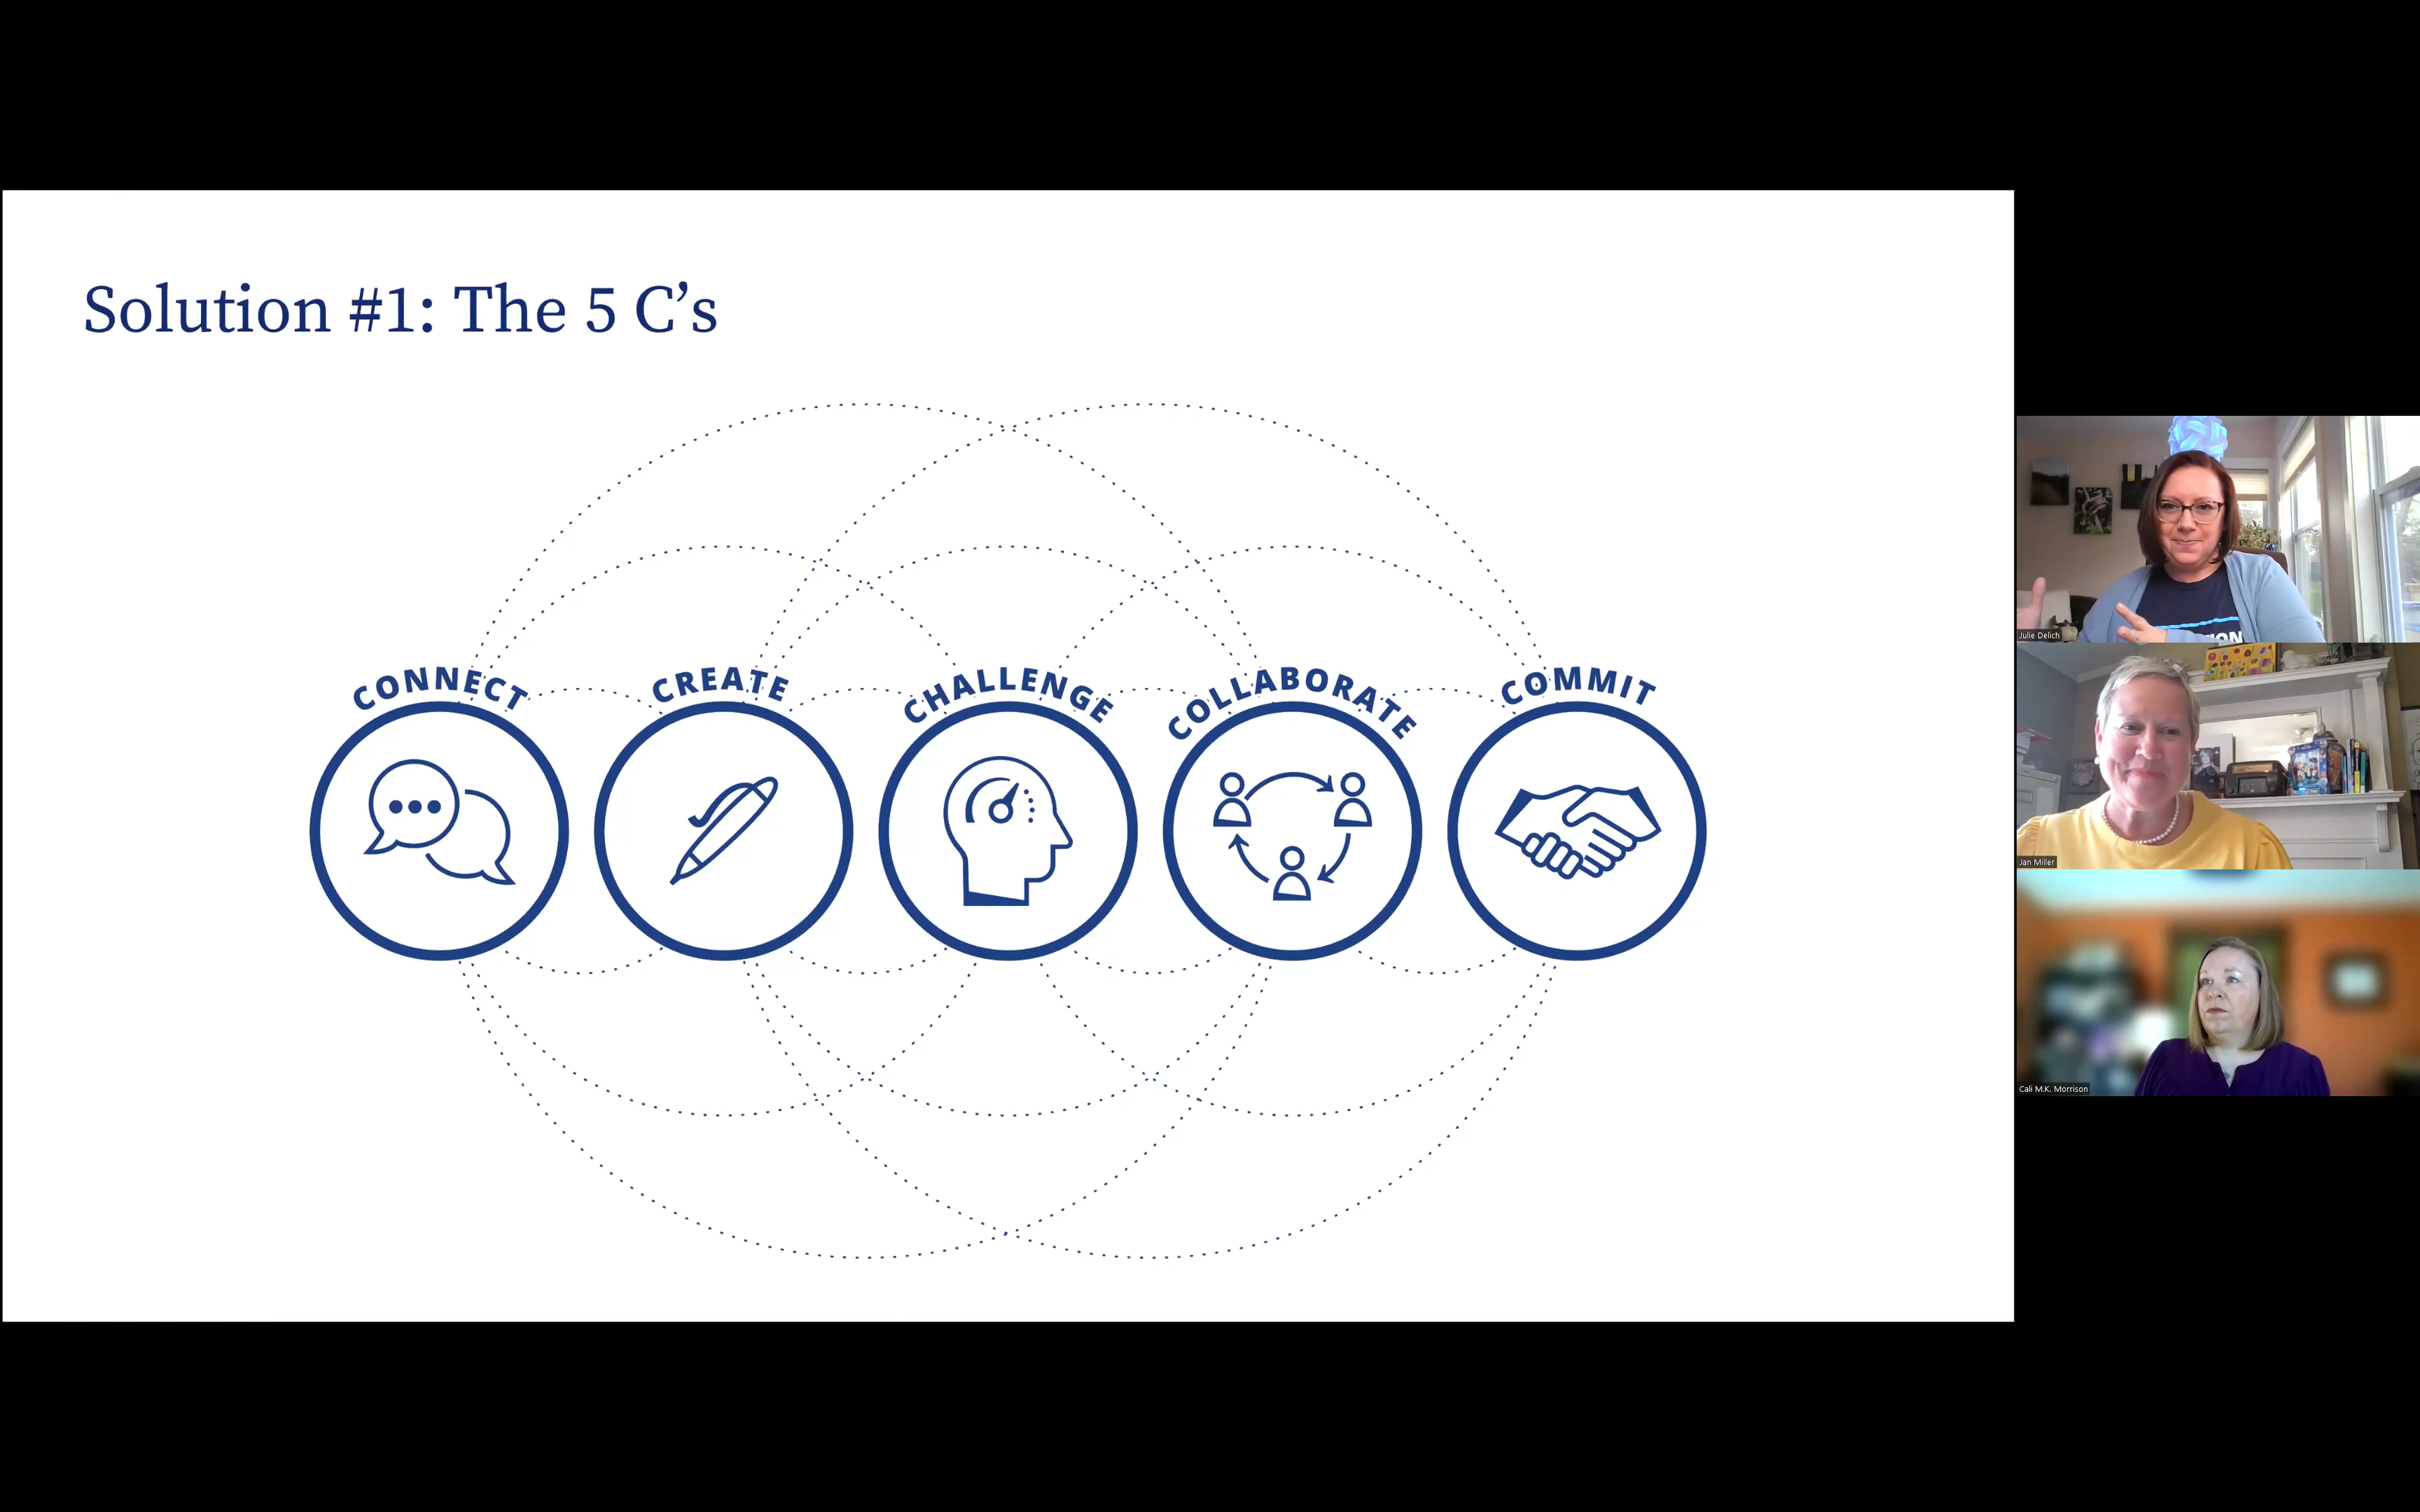 Solution #1: The 5 C’s
CONNECT
CREATE
CHALLENGE
COLLABORATE
COMMIT
Julie Delich
Jan Miller
Cali M.K. Morrison